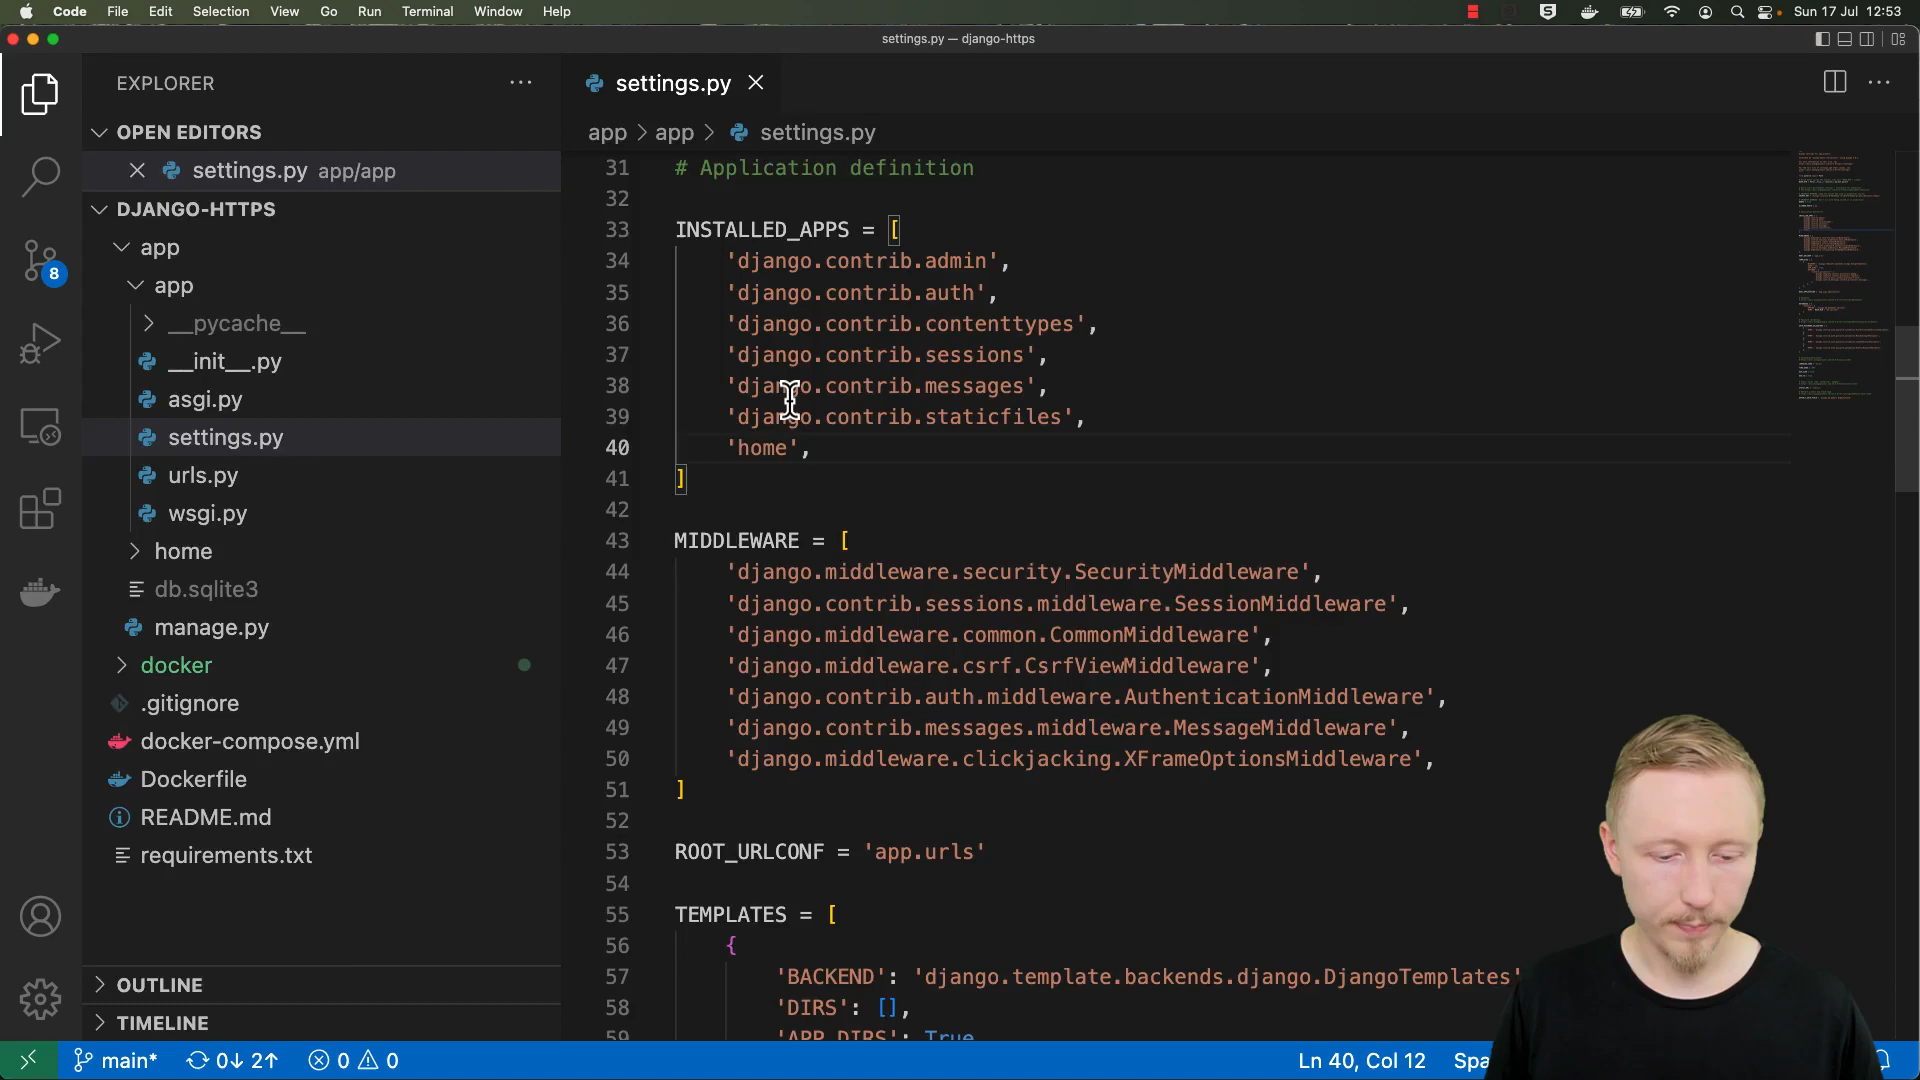 Code File Edit Selection View Go Run Terminal Window Help Sun 17 Jul 12:53
settings.py — django-https
EXPLORER
OPEN EDITORS
settings.py app/app
DJANGO-HTTPS
app
app
__pycache__
__init__.py
asgi.py
settings.py
urls.py
wsgi.py
home
db.sqlite3
manage.py
docker
.gitignore
docker-compose.yml
Dockerfile
README.md
requirements.txt
OUTLINE
TIMELINE
8
settings.py
app > app > settings.py
31 # Application definition
32
33 INSTALLED_APPS = [
34 'django.contrib.admin',
35 'django.contrib.auth',
36 'django.contrib.contenttypes',
37 'django.contrib.sessions',
38 'django.contrib.messages',
39 'django.contrib.staticfiles',
40 'home',
41 ]
42
43 MIDDLEWARE = [
44 'django.middleware.security.SecurityMiddleware',
45 'django.contrib.sessions.middleware.SessionMiddleware',
46 'django.middleware.common.CommonMiddleware',
47 'django.middleware.csrf.CsrfViewMiddleware',
48 'django.contrib.auth.middleware.AuthenticationMiddleware',
49 'django.contrib.messages.middleware.MessageMiddleware',
50 'django.middleware.clickjacking.XFrameOptionsMiddleware',
51 ]
52
53 ROOT_URLCONF = 'app.urls'
54
55 TEMPLATES = [
56 {
57 'BACKEND': 'django.template.backends.django.DjangoTemplates'
58 'DIRS': [],
59 'APP_DIRS': True
main* 0↓ 2↑ 0 0 Ln 40, Col 12 Spa